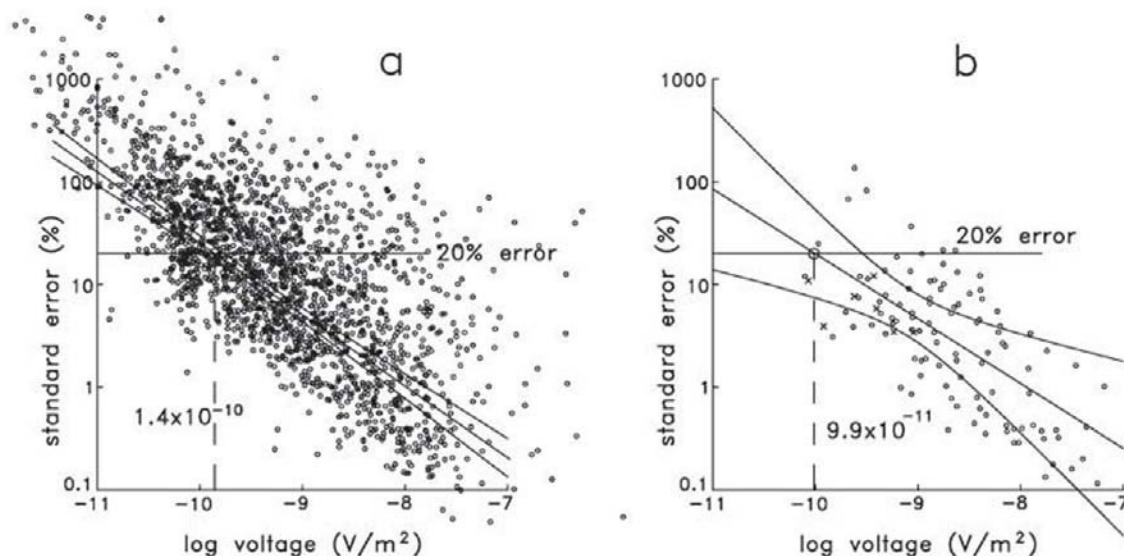 a
1000
100
10
1
0.1
standard error (%)
20% error
1.4x10⁻¹⁰
-11 -10 -9 -8 -7
log voltage (V/m²)
b
1000
100
10
1
0.1
standard error (%)
20% error
9.9x10⁻¹¹
-11 -10 -9 -8 -7
log voltage (V/m²)